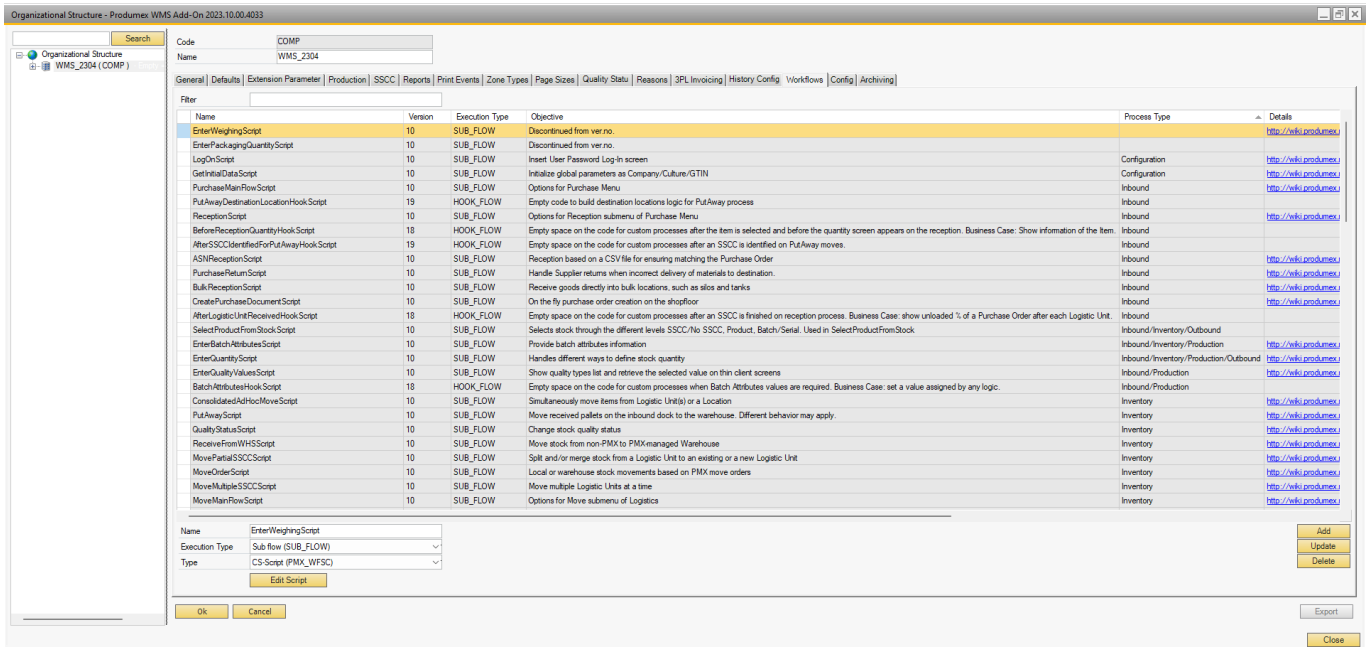 Organizational Structure - Produmex WMS Add-On 2023.10.00.4033
Search
Organizational Structure
WMS_2304 ( COMP )
Code COMP
Name WMS_2304
General Defaults Extension Parameter Production SSCC Reports Print Events Zone Types Page Sizes Quality Statu Reasons 3PL Invoicing History Config Workflows Config Archiving
Filter
Name Version Execution Type Objective Process Type Details
EnterWeighingScript 10 SUB_FLOW Discontinued from ver.no. http://wiki.produmex.
EnterPackagingQuantityScript 10 SUB_FLOW Discontinued from ver.no.
LogOnScript 10 SUB_FLOW Insert User Password Log-In screen Configuration http://wiki.produmex.
GetInitialDataScript 10 SUB_FLOW Initialize global parameters as Company/Culture/GTIN Configuration http://wiki.produmex.
PurchaseMainFlowScript 10 SUB_FLOW Options for Purchase Menu Inbound http://wiki.produmex.
PutAwayDestinationLocationHookScript 19 HOOK_FLOW Empty code to build destination locations logic for PutAway process Inbound
ReceptionScript 10 SUB_FLOW Options for Reception submenu of Purchase Menu Inbound http://wiki.produmex.
BeforeReceptionQuantityHookScript 18 HOOK_FLOW Empty space on the code for custom processes after the item is selected and before the quantity screen appears on the reception. Business Case: Show information of the Item. Inbound
AfterSSCCIdentifiedForPutAwayHookScript 19 HOOK_FLOW Empty space on the code for custom processes after an SSCC is identified on PutAway moves. Inbound
ASNReceptionScript 10 SUB_FLOW Reception based on a CSV file for ensuring matching the Purchase Order Inbound http://wiki.produmex.
PurchaseReturnScript 10 SUB_FLOW Handle Supplier returns when incorrect delivery of materials to destination. Inbound http://wiki.produmex.
BulkReceptionScript 10 SUB_FLOW Receive goods directly into bulk locations, such as silos and tanks Inbound http://wiki.produmex.
CreatePurchaseDocumentScript 10 SUB_FLOW On the fly purchase order creation on the shopfloor Inbound http://wiki.produmex.
AfterLogisticUnitReceivedHookScript 18 HOOK_FLOW Empty space on the code for custom processes after an SSCC is finished on reception process. Business Case: show unloaded % of a Purchase Order after each Logistic Unit. Inbound
SelectProductFromStockScript 10 SUB_FLOW Selects stock through the different levels SSCC/No SSCC, Product, Batch/Serial. Used in SelectProductFromStock Inbound/Inventory/Outbound
EnterBatchAttributesScript 10 SUB_FLOW Provide batch attributes information Inbound/Inventory/Production http://wiki.produmex.
EnterQuantityScript 10 SUB_FLOW Handles different ways to define stock quantity Inbound/Inventory/Production/Outbound http://wiki.produmex.
EnterQualityValuesScript 10 SUB_FLOW Show quality types list and retrieve the selected value on thin client screens Inbound/Production http://wiki.produmex.
BatchAttributesHookScript 18 HOOK_FLOW Empty space on the code for custom processes when Batch Attributes values are required. Business Case: set a value assigned by any logic. Inbound/Production
ConsolidatedAdHocMoveScript 10 SUB_FLOW Simultaneously move items from Logistic Unit(s) or a Location Inventory http://wiki.produmex.
PutAwayScript 10 SUB_FLOW Move received pallets on the inbound dock to the warehouse. Different behavior may apply. Inventory http://wiki.produmex.
QualityStatusScript 10 SUB_FLOW Change stock quality status Inventory http://wiki.produmex.
ReceiveFromWHSScript 10 SUB_FLOW Move stock from non-PMX to PMX-managed Warehouse Inventory http://wiki.produmex.
MovePartialSSCCScript 10 SUB_FLOW Split and/or merge stock from a Logistic Unit to an existing or a new Logistic Unit Inventory http://wiki.produmex.
MoveOrderScript 10 SUB_FLOW Local or warehouse stock movements based on PMX move orders Inventory http://wiki.produmex.
MoveMultipleSSCCScript 10 SUB_FLOW Move multiple Logistic Units at a time Inventory http://wiki.produmex.
MoveMainFlowScript 10 SUB_FLOW Options for Move submenu of Logistics Inventory http://wiki.produmex.
Name EnterWeighingScript Add
Execution Type Sub flow (SUB_FLOW) Update
Type CS-Script (PMX_WFSC) Delete
Edit Script
Ok Cancel Export
Close